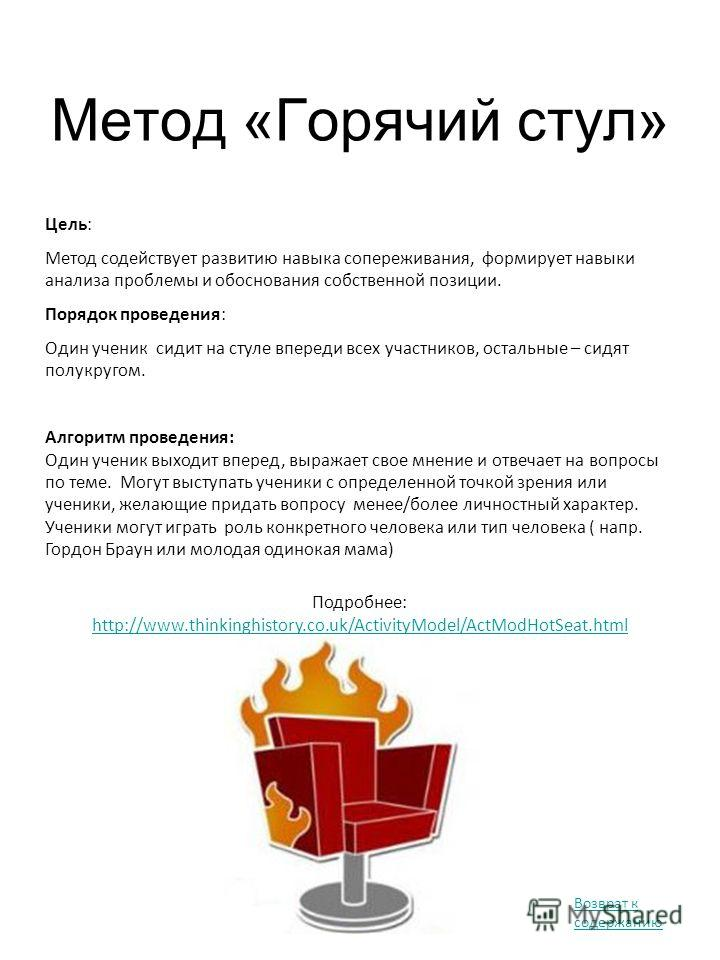 Метод «Горячий стул»
Цель:
Метод содействует развитию навыка сопереживания, формирует навыки
анализа проблемы и обоснования собственной позиции.
Порядок проведения:
Один ученик сидит на стуле впереди всех участников, остальные – сидят
полукругом.
Алгоритм проведения:
Один ученик выходит вперед, выражает свое мнение и отвечает на вопросы
по теме. Могут выступать ученики с определенной точкой зрения или
ученики, желающие придать вопросу менее/более личностный характер.
Ученики могут играть роль конкретного человека или тип человека ( напр.
Гордон Браун или молодая одинокая мама)
Подробнее:
http://www.thinkinghistory.co.uk/ActivityModel/ActModHotSeat.html
Возврат к
содержанию
MyShared